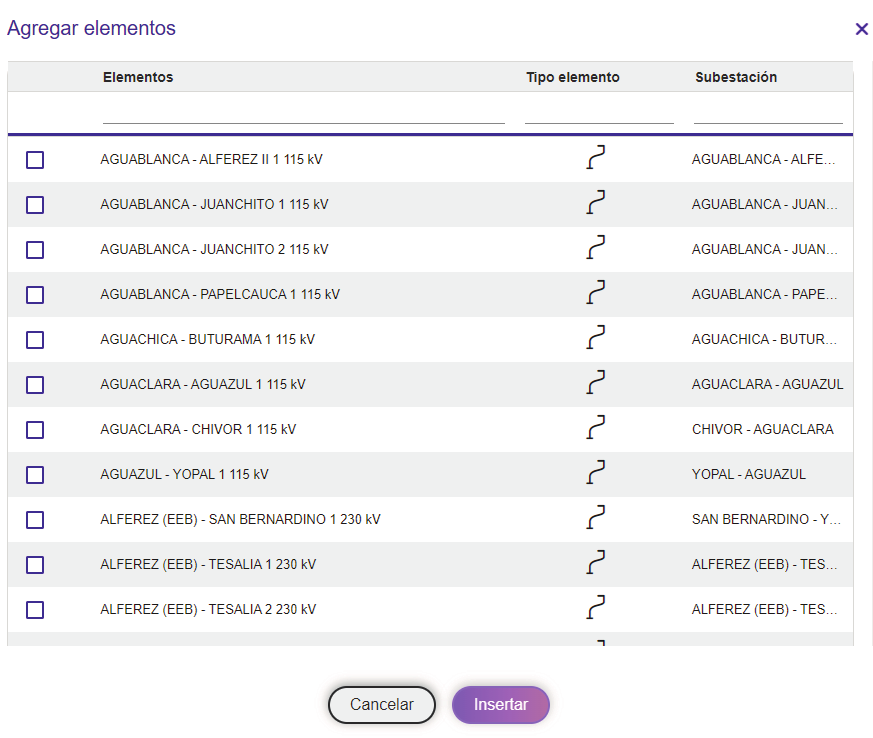 Agregar elementos
Elementos Tipo elemento Subestación
AGUABLANCA - ALFEREZ II 1 115 kV AGUABLANCA - ALFE...
AGUABLANCA - JUANCHITO 1 115 kV AGUABLANCA - JUAN...
AGUABLANCA - JUANCHITO 2 115 kV AGUABLANCA - JUAN...
AGUABLANCA - PAPELCAUCA 1 115 kV AGUABLANCA - PAPE...
AGUACHICA - BUTURAMA 1 115 kV AGUACHICA - BUTUR...
AGUACLARA - AGUAZUL 1 115 kV AGUACLARA - AGUAZUL
AGUACLARA - CHIVOR 1 115 kV CHIVOR - AGUACLARA
AGUAZUL - YOPAL 1 115 kV YOPAL - AGUAZUL
ALFEREZ (EEB) - SAN BERNARDINO 1 230 kV SAN BERNARDINO - Y...
ALFEREZ (EEB) - TESALIA 1 230 kV ALFEREZ (EEB) - TES...
ALFEREZ (EEB) - TESALIA 2 230 kV ALFEREZ (EEB) - TES...
Cancelar Insertar